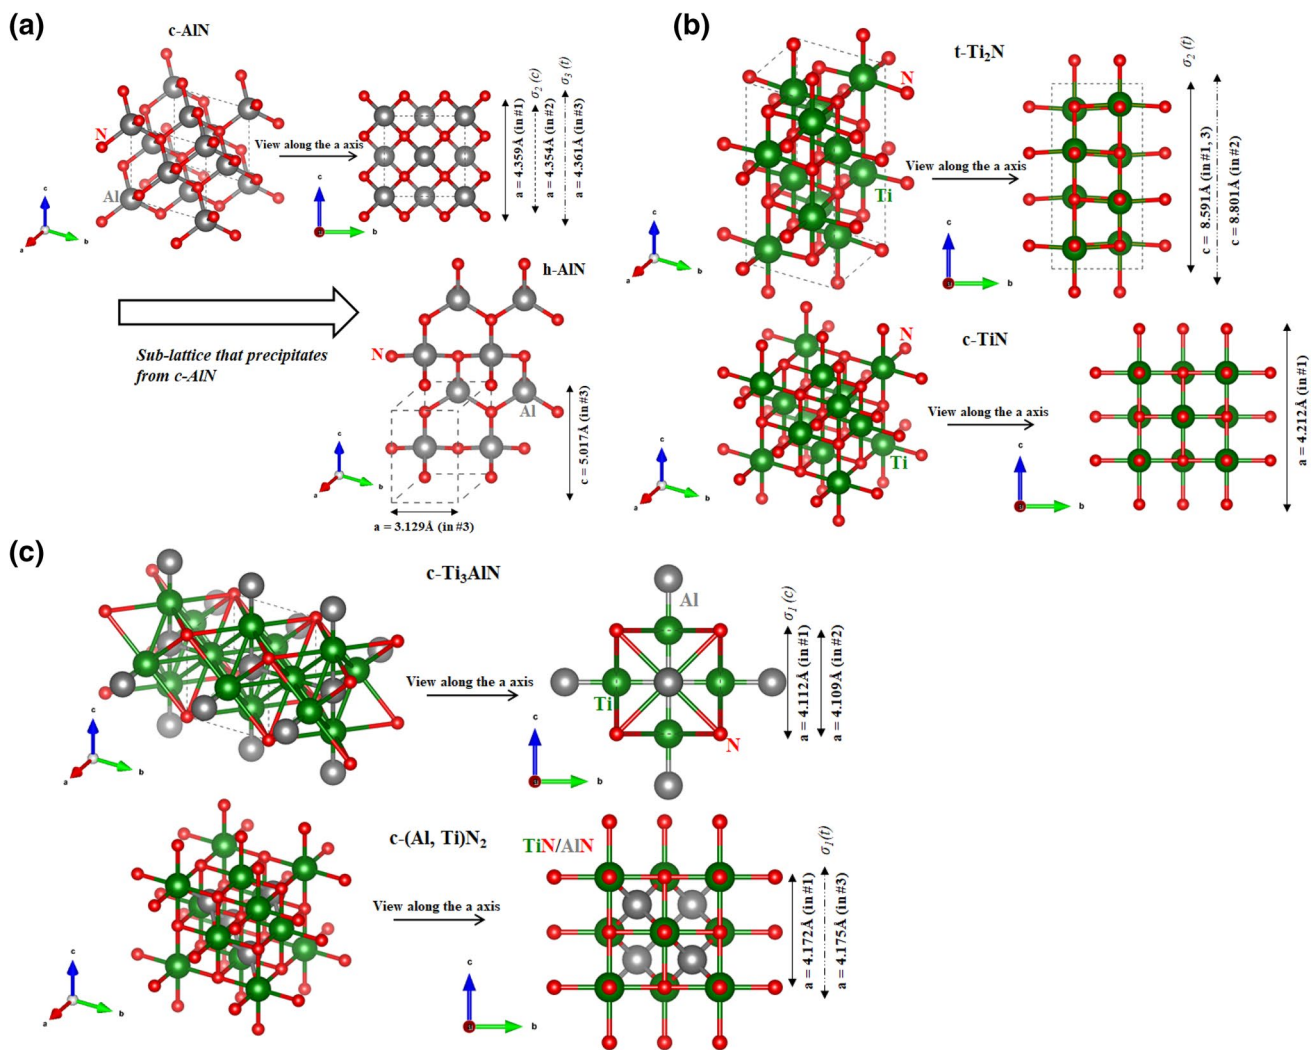 (a)
c-AlN
N
Al
View along the a axis
a = 4.359Å (in #1)
σ2 (c)
a = 4.354Å (in #2)
σ3 (t)
a = 4.361Å (in #3)
c
a
b
c
a
b
Sub-lattice that precipitates
from c-AlN
h-AlN
N
Al
c = 5.017Å (in #3)
a = 3.129Å (in #3)
c
a
b
(b)
t-Ti₂N
N
Ti
View along the a axis
σ2 (t)
c = 8.591Å (in #1, 3)
c = 8.801Å (in #2)
c
a
b
c
b
c-TiN
N
Ti
View along the a axis
a = 4.212Å (in #1)
c
a
b
c
b
(c)
c-Ti₃AlN
View along the a axis
Al
Ti
N
σ1 (c)
a = 4.112Å (in #1)
a = 4.109Å (in #2)
c
a
b
c
b
c-(Al, Ti)N₂
View along the a axis
TiN/AlN
σ1(t)
a = 4.172Å (in #1)
a = 4.175Å (in #3)
c
a
b
c
b